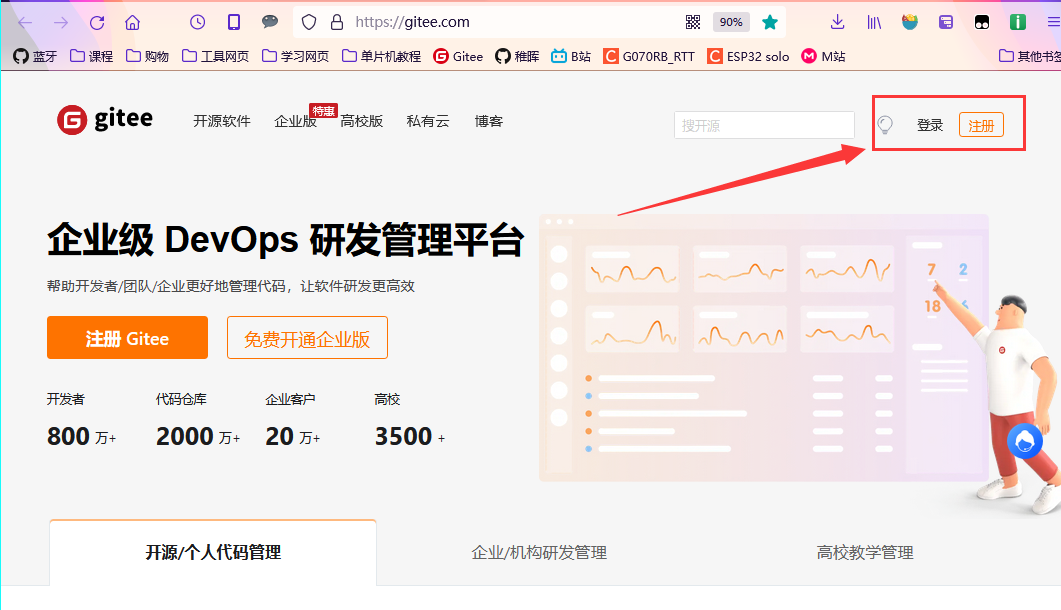 https://gitee.com 90%
蓝牙 课程 购物 工具网页 学习网页 单片机教程 Gitee 稚晖 B站 G070RB_RTT ESP32 solo M站 其他书签
gitee 开源软件 企业版 特惠 高校版 私有云 博客 搜开源 登录 注册
企业级 DevOps 研发管理平台
帮助开发者/团队/企业更好地管理代码，让软件研发更高效
注册 Gitee 免费开通企业版
开发者 代码仓库 企业客户 高校
800 万+ 2000 万+ 20 万+ 3500 +
7 2
18
开源/个人代码管理 企业/机构研发管理 高校教学管理